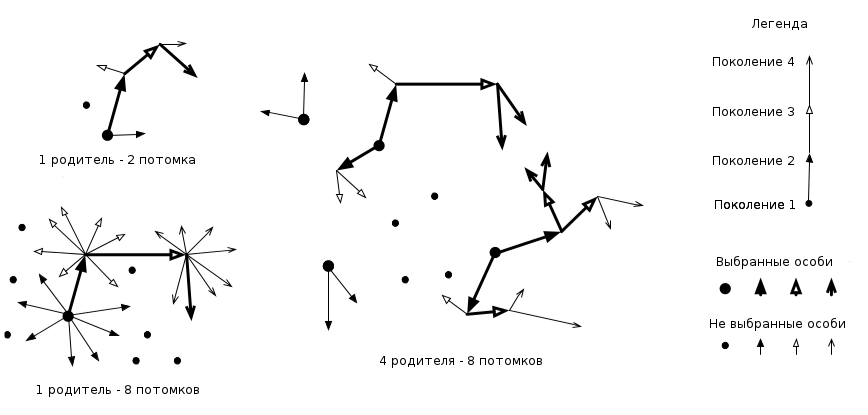 Легенда
Поколение 4
Поколение 3
Поколение 2
Поколение 1
Выбранные особи
Не выбранные особи
1 родитель - 2 потомка
1 родитель - 8 потомков
4 родителя - 8 потомков